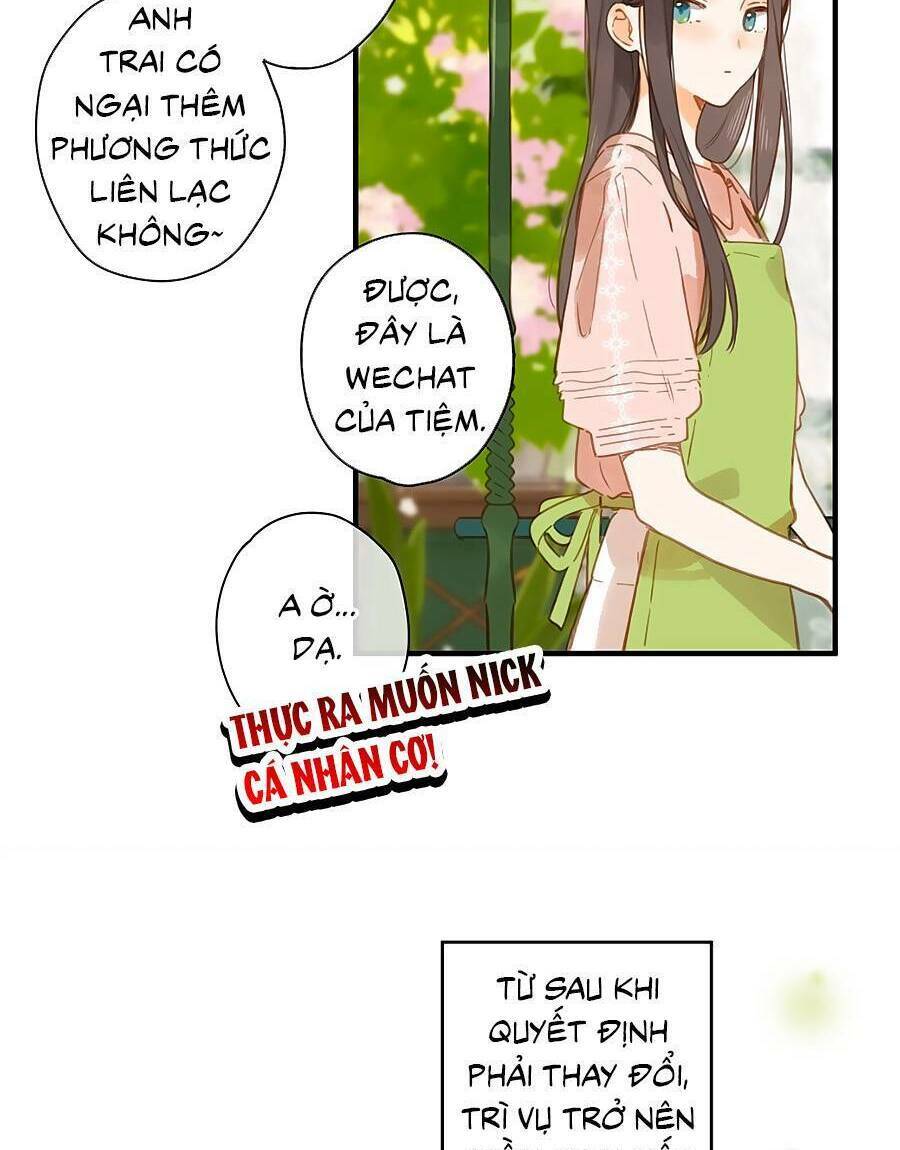 ANH
TRAI CÓ
NGẠI THÊM
PHƯƠNG THỨC
LIÊN LẠC
KHÔNG~
ĐƯỢC,
ĐÂY LÀ
WECHAT
CỦA TIỆM.
A Ờ...
DẠ.
THỰC RA MUỐN NICK
CÁ NHÂN CƠ!
TỪ SAU KHI
QUYẾT ĐỊNH
PHẢI THAY ĐỔI,
TRÌ VỤ TRỞ NÊN